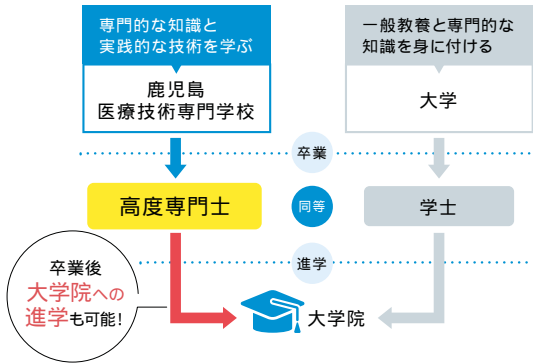 専門的な知識と
実践的な技術を学ぶ
一般教養と専門的な
知識を身に付ける
鹿児島
医療技術専門学校
大学
卒業
高度専門士
同等
学士
進学
卒業後
大学院への
進学も可能!
大学院